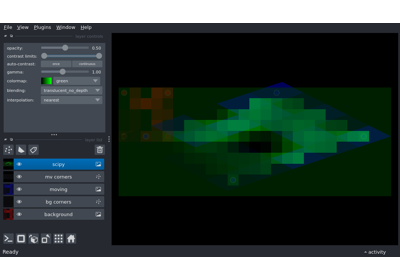 File View Plugins Window Help
opacity: 0.50
contrast limits:
auto-contrast: once continuous
gamma: 1.00
colormap: green
blending: translucent_no_depth
interpolation: nearest
scipy
mv corners
moving
bg corners
background
Ready
activity